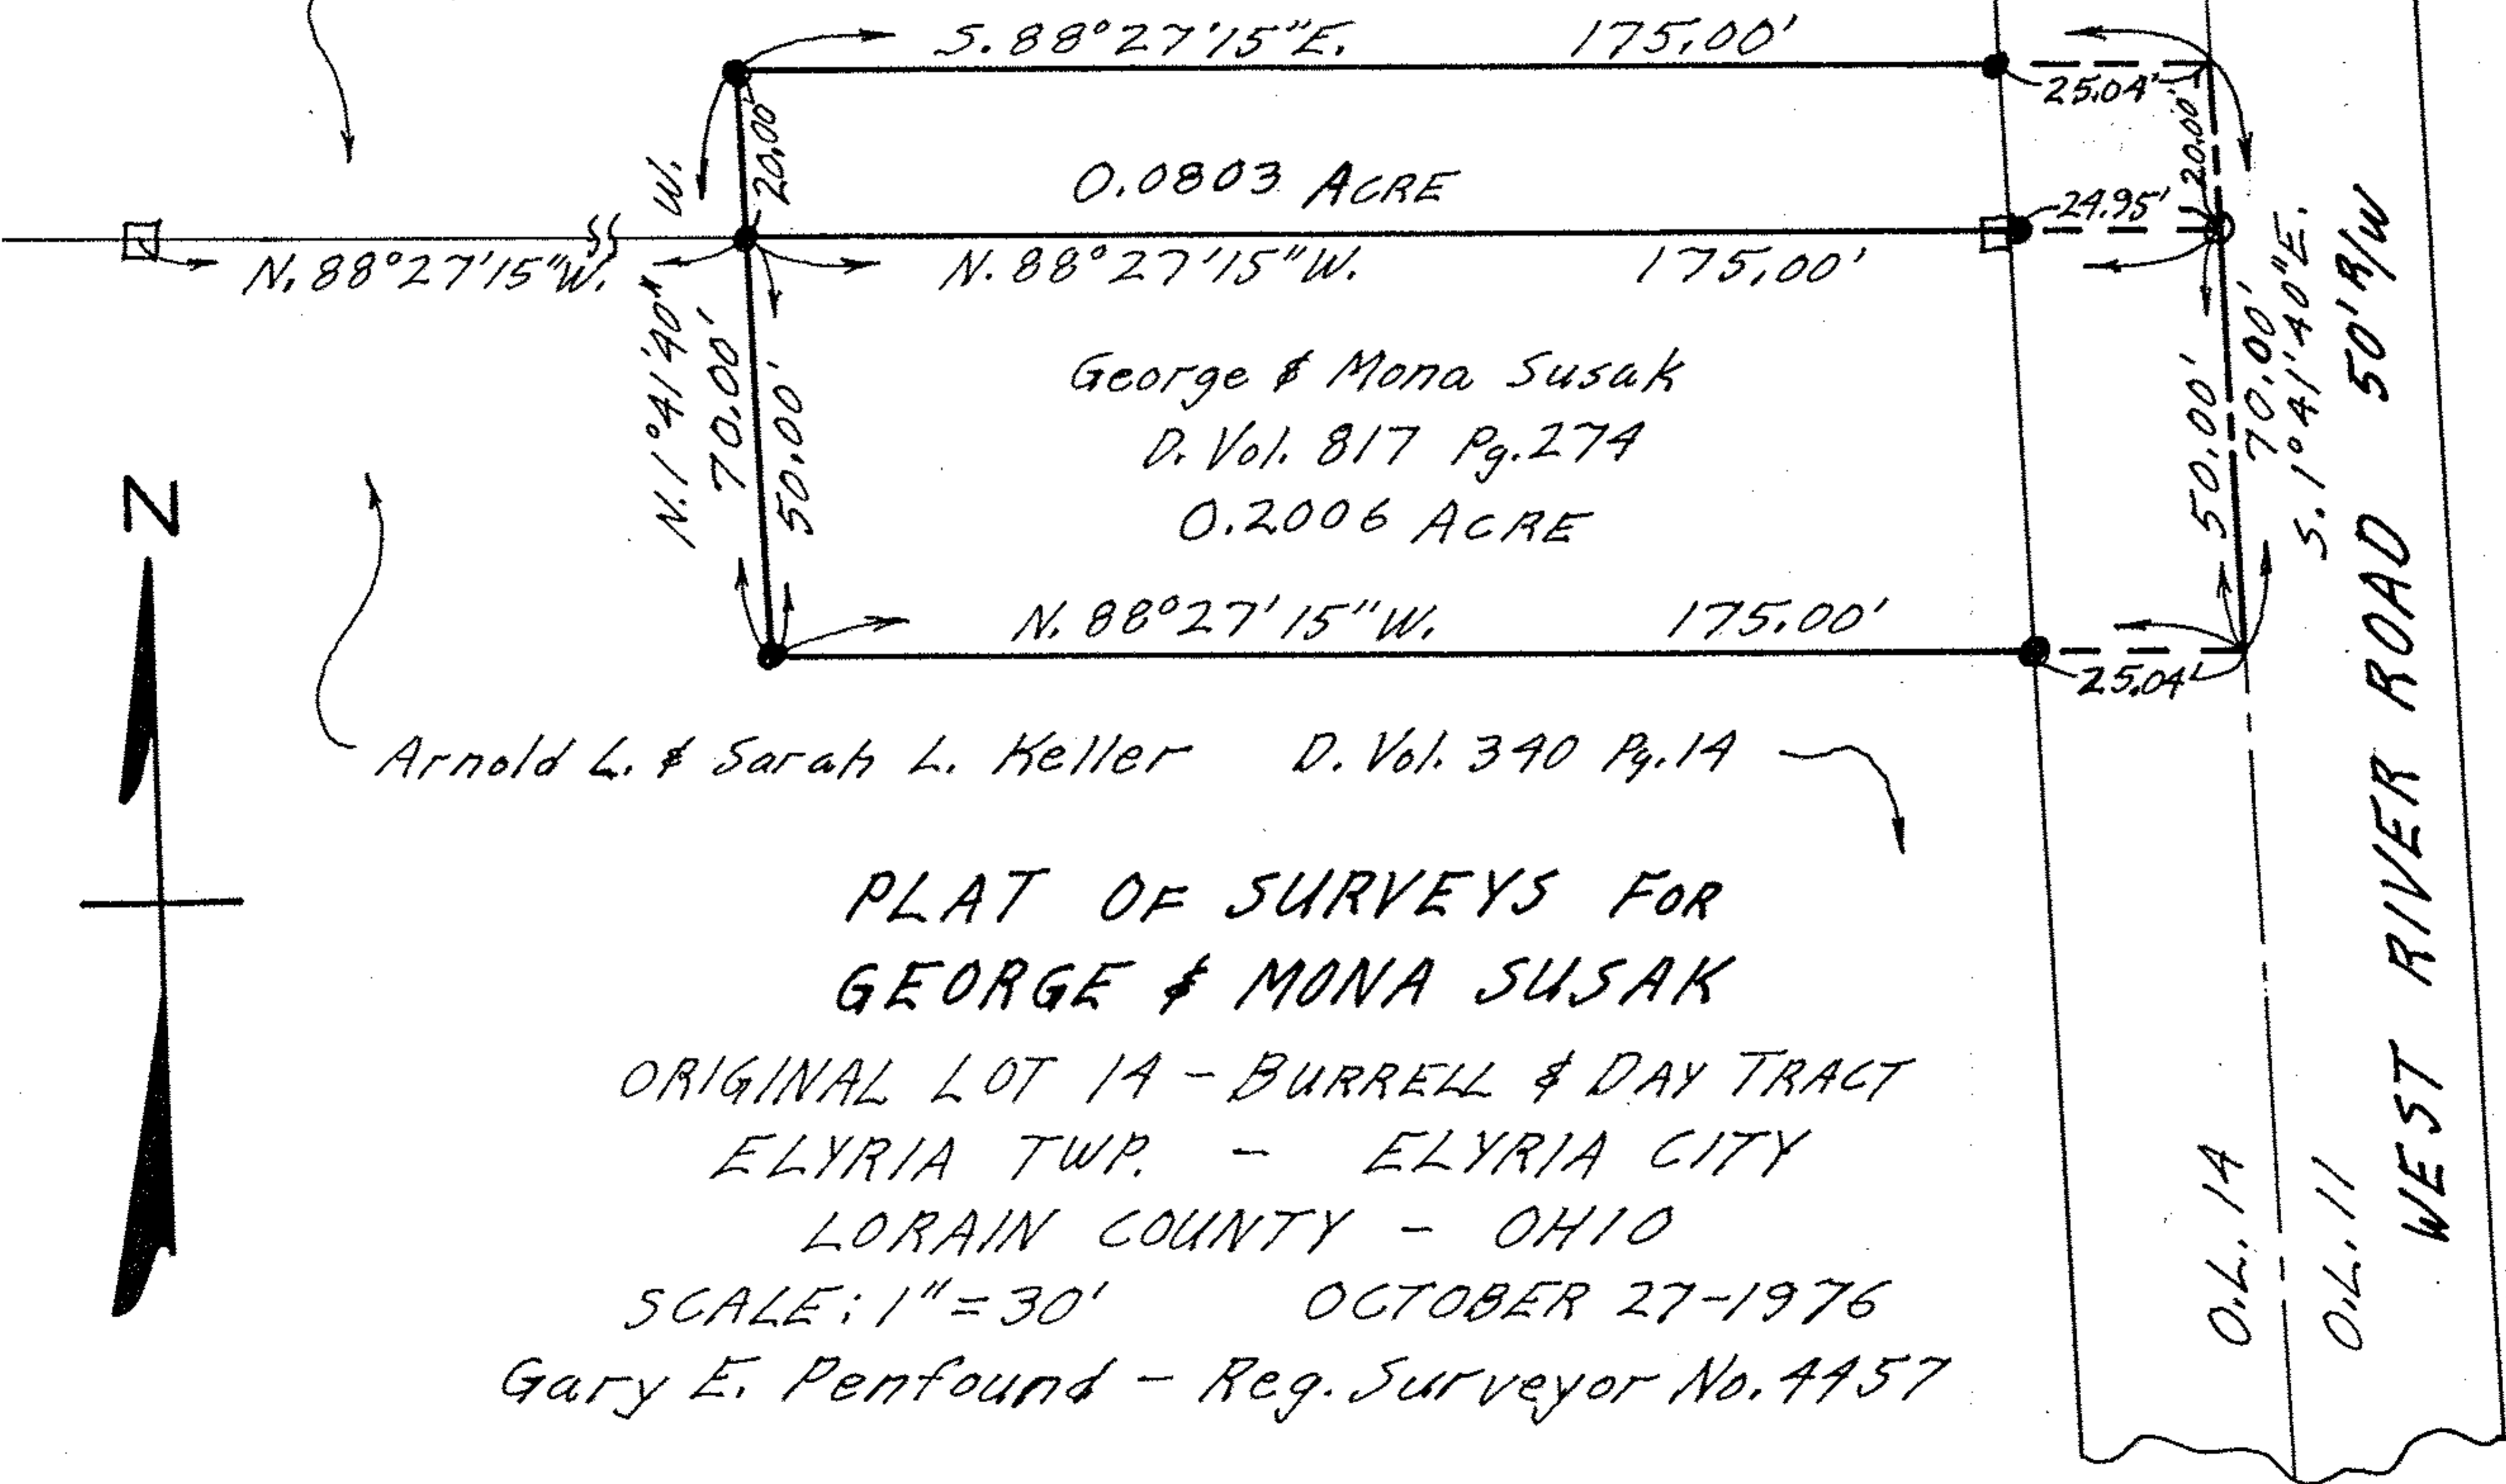 S. 88°27'15"E. 175.00'
25.04'
20.00'
20.00'
0.0803 ACRE
24.95'
N. 88°27'15"W.
N. 88°27'15"W. 175.00'
N. 1°41'40" W.
70.00'
50.00'
George & Mona Susak
D. Vol. 817 Pg. 274
0.2006 ACRE
50.00'
70.00'
S. 1°41'40"E.
50' R/W
WEST RIVER ROAD
N
N. 88°27'15"W. 175.00'
25.04'
Arnold L. & Sarah L. Keller D. Vol. 340 Pg. 14
PLAT OF SURVEYS FOR
GEORGE & MONA SUSAK
ORIGINAL LOT 14 - BURRELL & DAY TRACT
ELYRIA TWP. - ELYRIA CITY
LORAIN COUNTY - OHIO
SCALE: 1"=30' OCTOBER 27-1976
Gary E. Penfound - Reg. Surveyor No. 4457
O.L. 14
O.L. 11